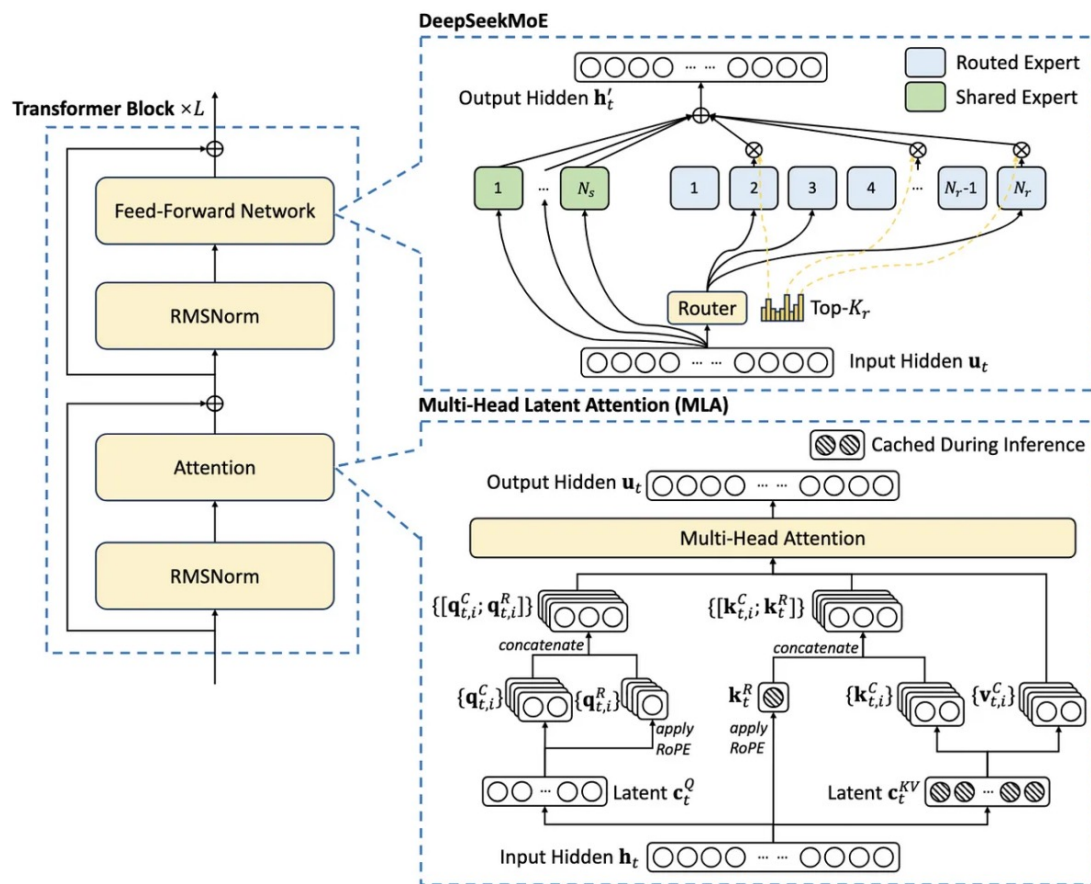 DeepSeekMoE
Routed Expert
Shared Expert
Output Hidden 𝐡′ₜ
Transformer Block ×L
1 ... Nₛ 1 2 3 4 ... Nᵣ-1 Nᵣ
Feed-Forward Network
Router
Top-Kᵣ
RMSNorm
Input Hidden 𝐮ₜ
Multi-Head Latent Attention (MLA)
Cached During Inference
Attention
Output Hidden 𝐮ₜ
Multi-Head Attention
RMSNorm
{[𝐪ᶜₜ,ᵢ; 𝐪ᴿₜ,ᵢ]} {[𝐤ᶜₜ,ᵢ; 𝐤ᴿₜ]}
concatenate concatenate
{𝐪ᶜₜ,ᵢ} {𝐪ᴿₜ,ᵢ} 𝐤ᴿₜ {𝐤ᶜₜ,ᵢ} {𝐯ᶜₜ,ᵢ}
apply apply
RoPE RoPE
Latent 𝐜ₜQ Latent 𝐜ₜKV
Input Hidden 𝐡ₜ